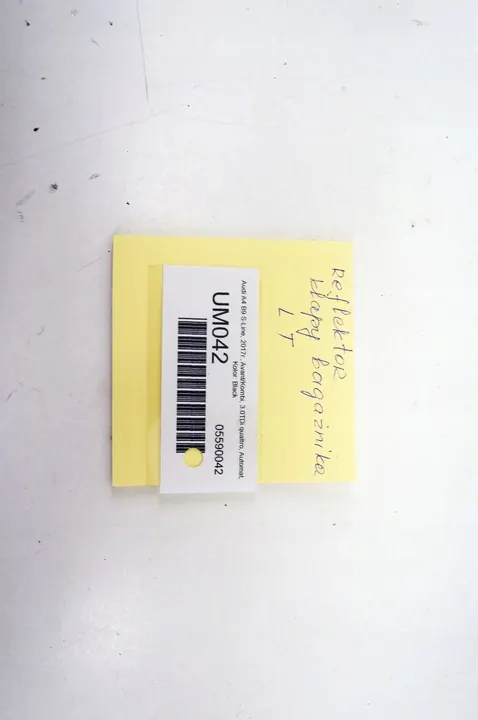 Reflektor
klapy bagażnika
L T
Audi A4 B9 S-Line, 2017r., Avant/Kombi, 3.0TDi quattro, Automat,
Kolor: Black
UM042
05590042